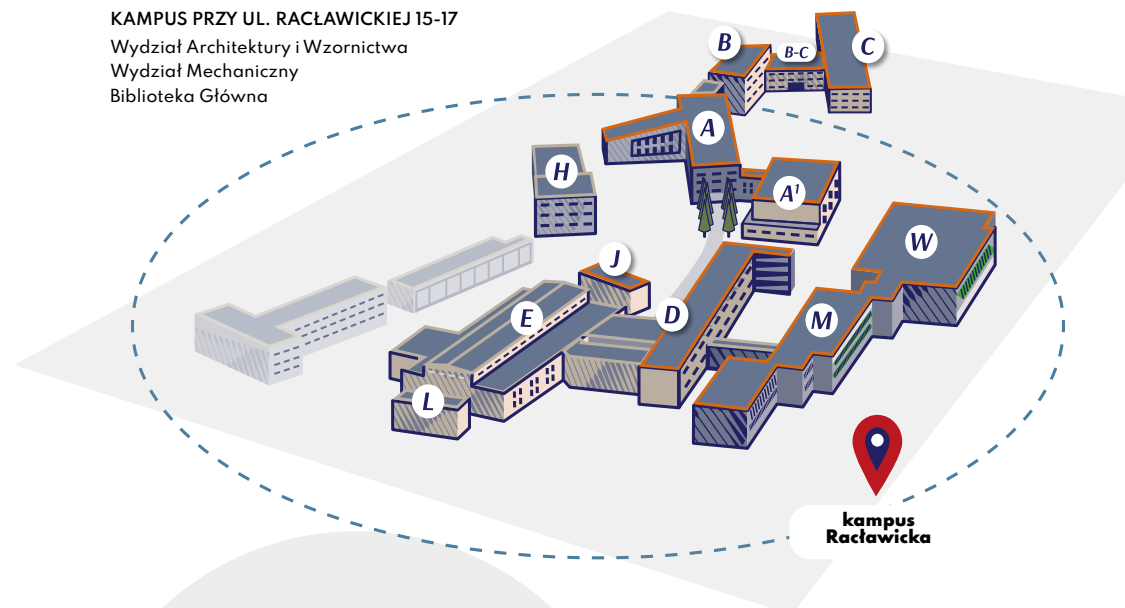 KAMPUS PRZY UL. RACŁAWICKIEJ 15-17
Wydział Architektury i Wzornictwa
Wydział Mechaniczny
Biblioteka Główna
B
B-C
C
A
H
A¹
W
J
E
D
M
L
kampus
Racławicka